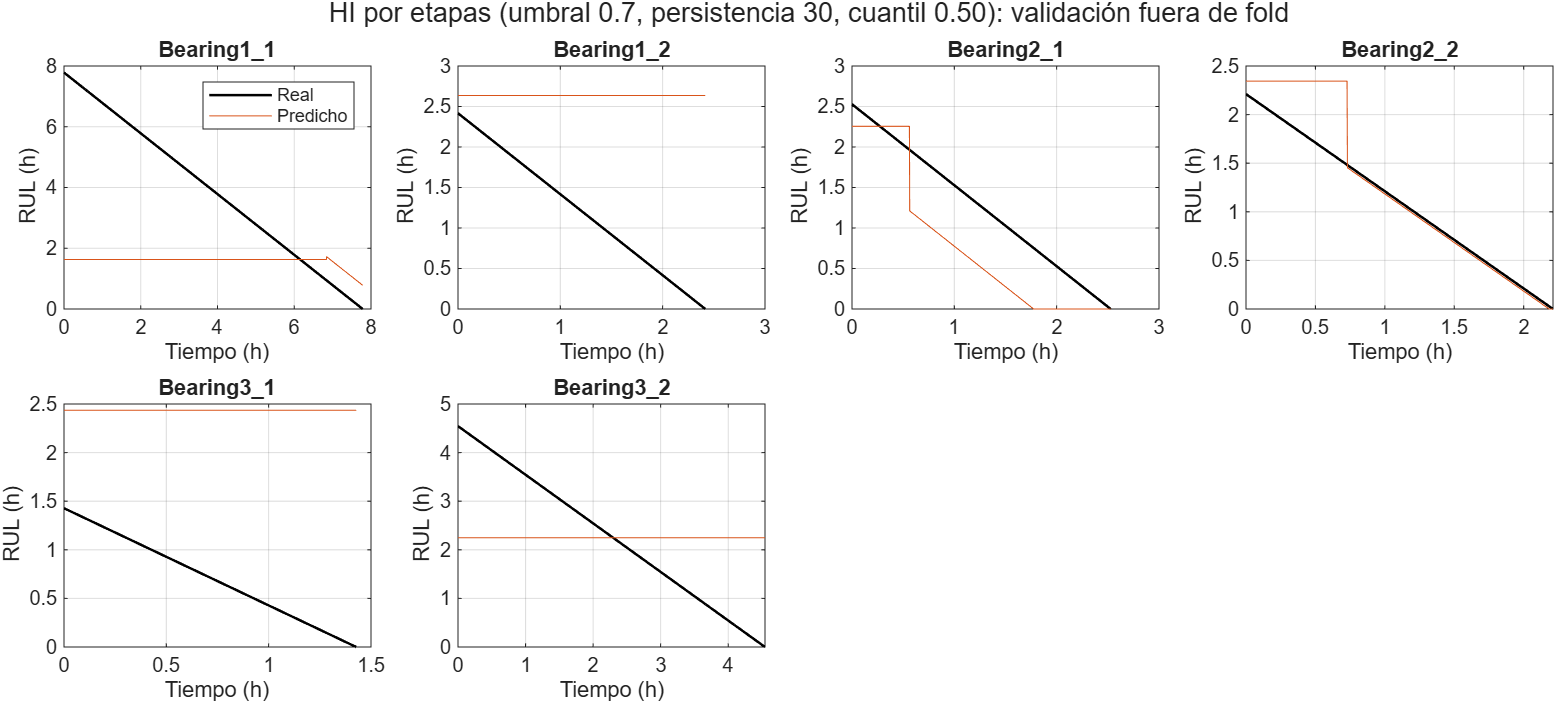 HI por etapas (umbral 0.7, persistencia 30, cuantil 0.50): validación fuera de fold
Bearing1_1
RUL (h)
8
6
4
2
0
0 2 4 6 8
Tiempo (h)
Real
Predicho
Bearing1_2
RUL (h)
3
2.5
2
1.5
1
0.5
0
0 1 2 3
Tiempo (h)
Bearing2_1
RUL (h)
3
2.5
2
1.5
1
0.5
0
0 1 2 3
Tiempo (h)
Bearing2_2
RUL (h)
2.5
2
1.5
1
0.5
0
0 0.5 1 1.5 2
Tiempo (h)
Bearing3_1
RUL (h)
2.5
2
1.5
1
0.5
0
0 0.5 1 1.5
Tiempo (h)
Bearing3_2
RUL (h)
5
4
3
2
1
0
0 1 2 3 4
Tiempo (h)